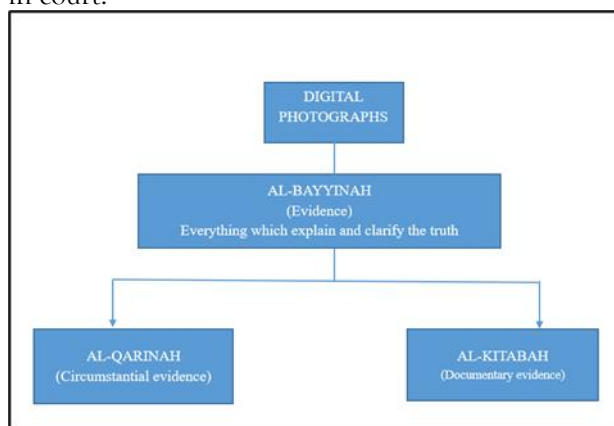 in court.
DIGITAL
PHOTOGRAPHS
AL-BAYYINAH
(Evidence)
Everything which explain and clarify the truth
AL-QARINAH
(Circumstantial evidence)
AL-KITABAH
(Documentary evidence)